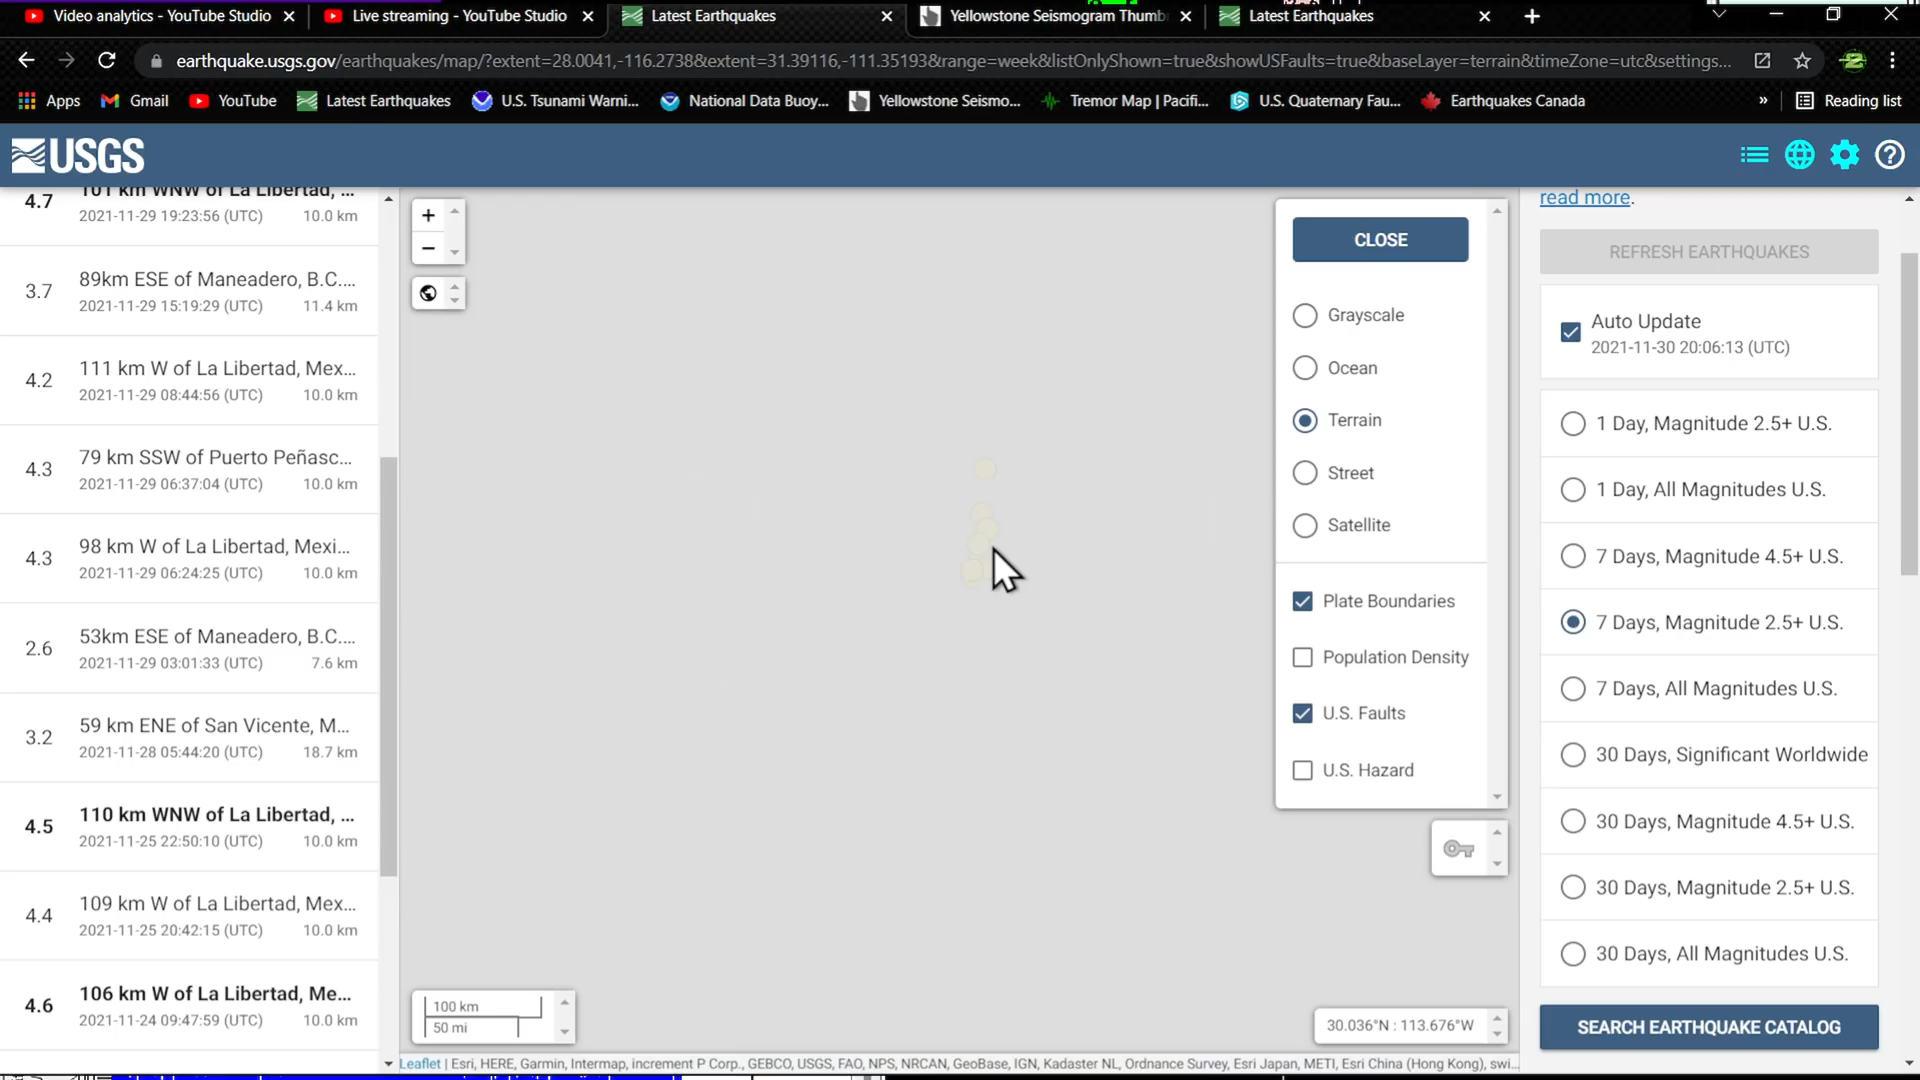 Video analytics - YouTube Studio
Live streaming - YouTube Studio
Latest Earthquakes
Yellowstone Seismogram Thumb
Latest Earthquakes
earthquake.usgs.gov/earthquakes/map/?extent=28.0041,-116.2738&extent=31.39116,-111.35193&range=week&listOnlyShown=true&showUSFaults=true&baseLayer=terrain&timeZone=utc&settings...
Apps
Gmail
YouTube
Latest Earthquakes
U.S. Tsunami Warni...
National Data Buoy...
Yellowstone Seismo...
Tremor Map | Pacifi...
U.S. Quaternary Fau...
Earthquakes Canada
»
Reading list
USGS
4.7 101 km WNW of La Libertad, ...
2021-11-29 19:23:56 (UTC) 10.0 km
3.7 89km ESE of Maneadero, B.C....
2021-11-29 15:19:29 (UTC) 11.4 km
4.2 111 km W of La Libertad, Mex...
2021-11-29 08:44:56 (UTC) 10.0 km
4.3 79 km SSW of Puerto Peñasc...
2021-11-29 06:37:04 (UTC) 10.0 km
4.3 98 km W of La Libertad, Mexi...
2021-11-29 06:24:25 (UTC) 10.0 km
2.6 53km ESE of Maneadero, B.C....
2021-11-29 03:01:33 (UTC) 7.6 km
3.2 59 km ENE of San Vicente, M...
2021-11-28 05:44:20 (UTC) 18.7 km
4.5 110 km WNW of La Libertad, ...
2021-11-25 22:50:10 (UTC) 10.0 km
4.4 109 km W of La Libertad, Mex...
2021-11-25 20:42:15 (UTC) 10.0 km
4.6 106 km W of La Libertad, Me...
2021-11-24 09:47:59 (UTC) 10.0 km
+
−
100 km
50 mi
CLOSE
Grayscale
Ocean
Terrain
Street
Satellite
Plate Boundaries
Population Density
U.S. Faults
U.S. Hazard
30.036°N : 113.676°W
Leaflet | Esri, HERE, Garmin, Intermap, increment P Corp., GEBCO, USGS, FAO, NPS, NRCAN, GeoBase, IGN, Kadaster NL, Ordnance Survey, Esri Japan, METI, Esri China (Hong Kong), swi...
read more.
REFRESH EARTHQUAKES
Auto Update
2021-11-30 20:06:13 (UTC)
1 Day, Magnitude 2.5+ U.S.
1 Day, All Magnitudes U.S.
7 Days, Magnitude 4.5+ U.S.
7 Days, Magnitude 2.5+ U.S.
7 Days, All Magnitudes U.S.
30 Days, Significant Worldwide
30 Days, Magnitude 4.5+ U.S.
30 Days, Magnitude 2.5+ U.S.
30 Days, All Magnitudes U.S.
SEARCH EARTHQUAKE CATALOG